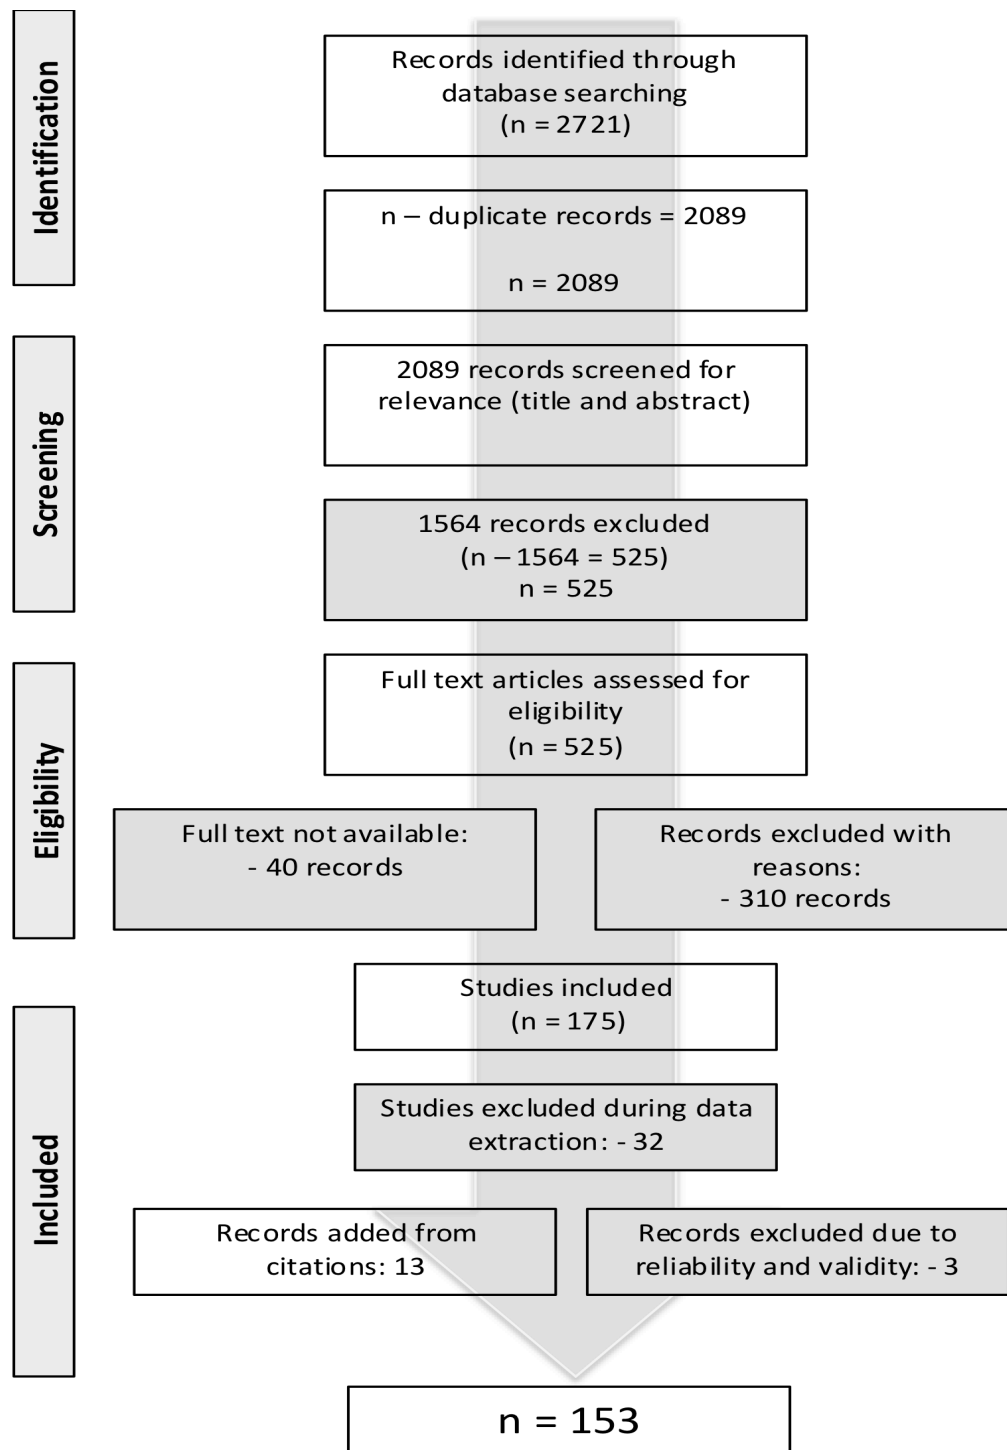 Identification
Records identified through
database searching
(n = 2721)
n – duplicate records = 2089
n = 2089
Screening
2089 records screened for
relevance (title and abstract)
1564 records excluded
(n – 1564 = 525)
n = 525
Eligibility
Full text articles assessed for
eligibility
(n = 525)
Full text not available:
- 40 records
Records excluded with
reasons:
- 310 records
Included
Studies included
(n = 175)
Studies excluded during data
extraction: - 32
Records added from
citations: 13
Records excluded due to
reliability and validity: - 3
n = 153